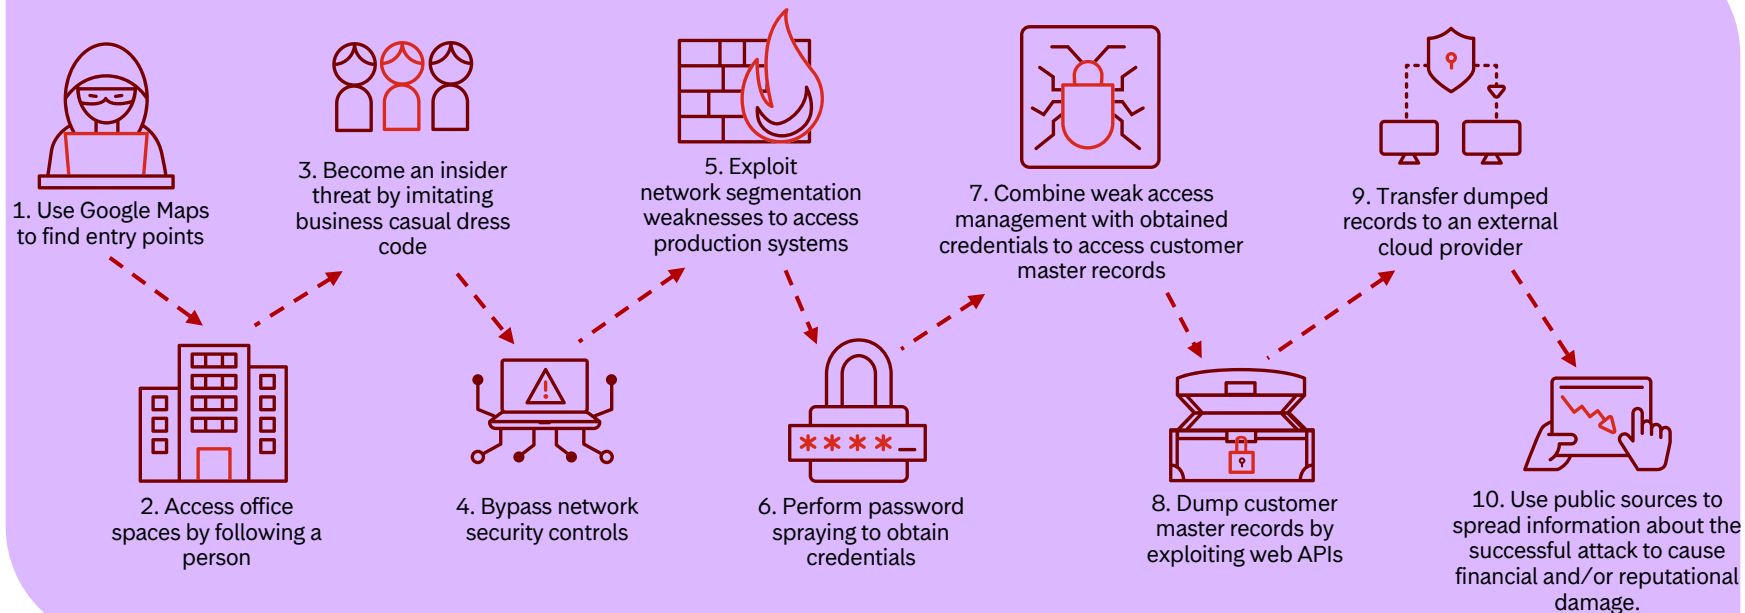 1. Use Google Maps
to find entry points
2. Access office
spaces by following a
person
3. Become an insider
threat by imitating
business casual dress
code
4. Bypass network
security controls
5. Exploit
network segmentation
weaknesses to access
production systems
6. Perform password
spraying to obtain
credentials
7. Combine weak access
management with obtained
credentials to access customer
master records
8. Dump customer
master records by
exploiting web APIs
9. Transfer dumped
records to an external
cloud provider
10. Use public sources to
spread information about the
successful attack to cause
financial and/or reputational
damage.